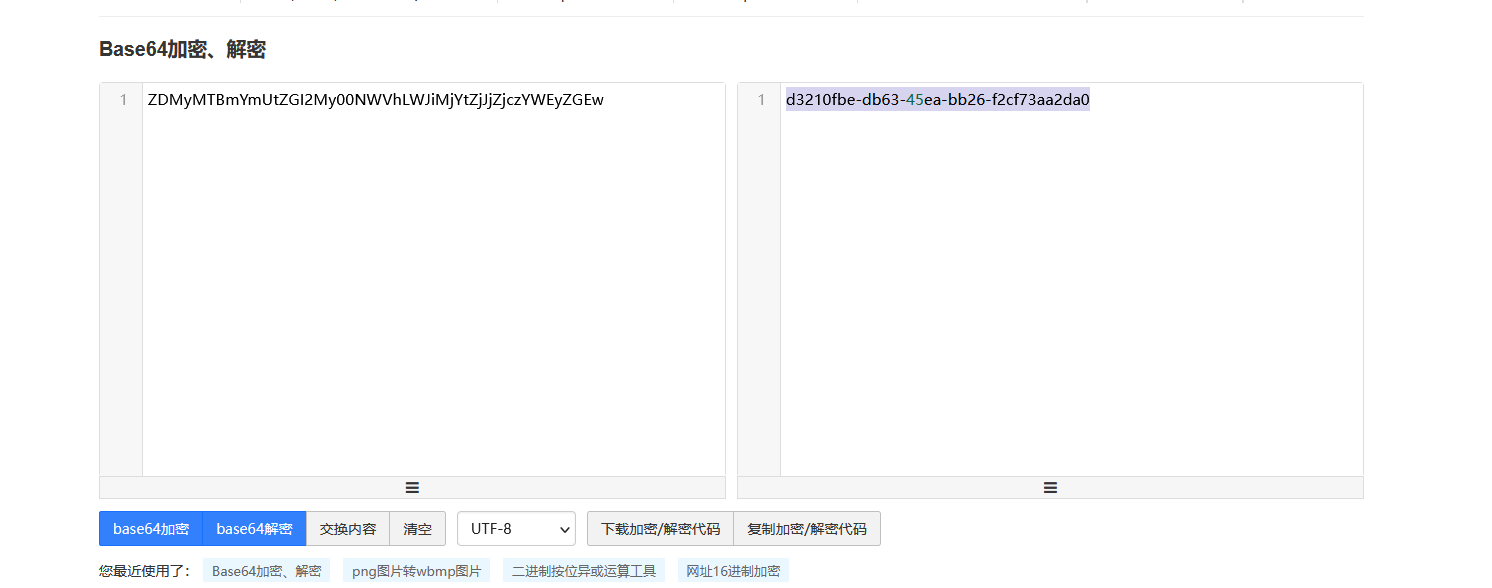 Base64加密、解密
1
ZDMyMTBmYmUtZGI2My00NWVhLWJiMjYtZjJjZjczYWEyZGEw
1
d3210fbe-db63-45ea-bb26-f2cf73aa2da0
base64加密
base64解密
交换内容
清空
UTF-8
下载加密/解密代码
复制加密/解密代码
您最近使用了：
Base64加密、解密
png图片转wbmp图片
二进制按位异或运算工具
网址16进制加密